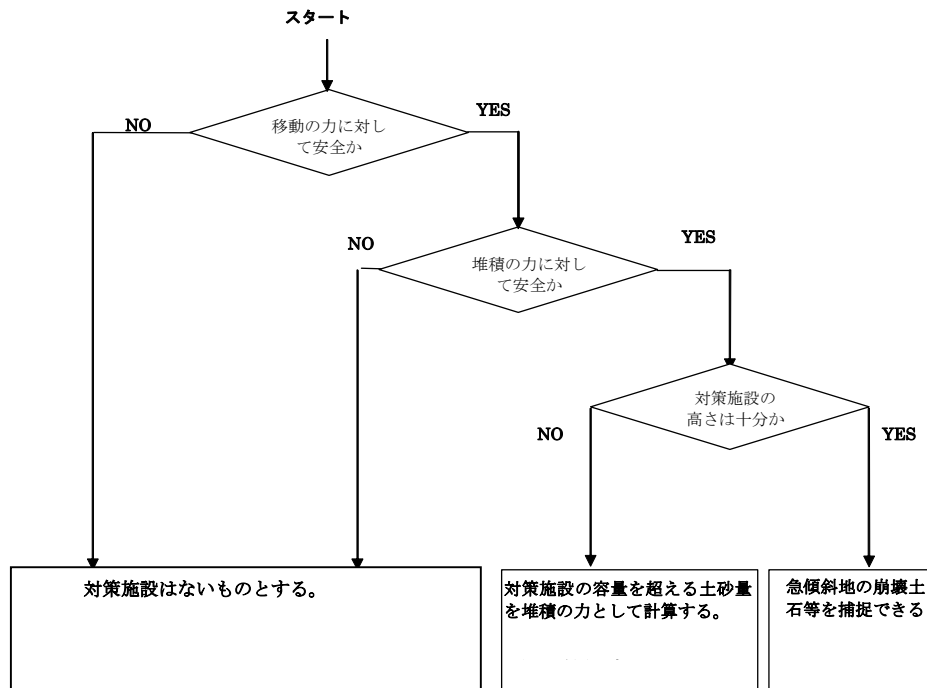 スタート
NO
YES
移動の力に対し
て安全か
NO
YES
堆積の力に対し
て安全か
対策施設の
高さは十分か
NO
YES
対策施設はないものとする。
対策施設の容量を超える土砂量
を堆積の力として計算する。
急傾斜地の崩壊土
石等を捕捉できる